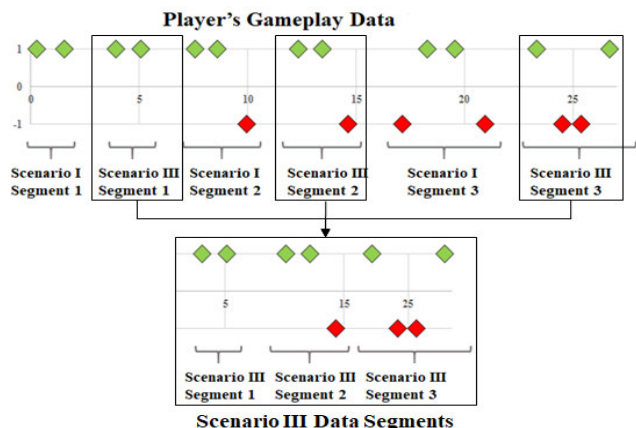 Player's Gameplay Data
1
0
-1
0
5
10
15
20
25
Scenario I
Segment 1
Scenario III
Segment 1
Scenario I
Segment 2
Scenario III
Segment 2
Scenario I
Segment 3
Scenario III
Segment 3
5
15
25
Scenario III
Segment 1
Scenario III
Segment 2
Scenario III
Segment 3
Scenario III Data Segments